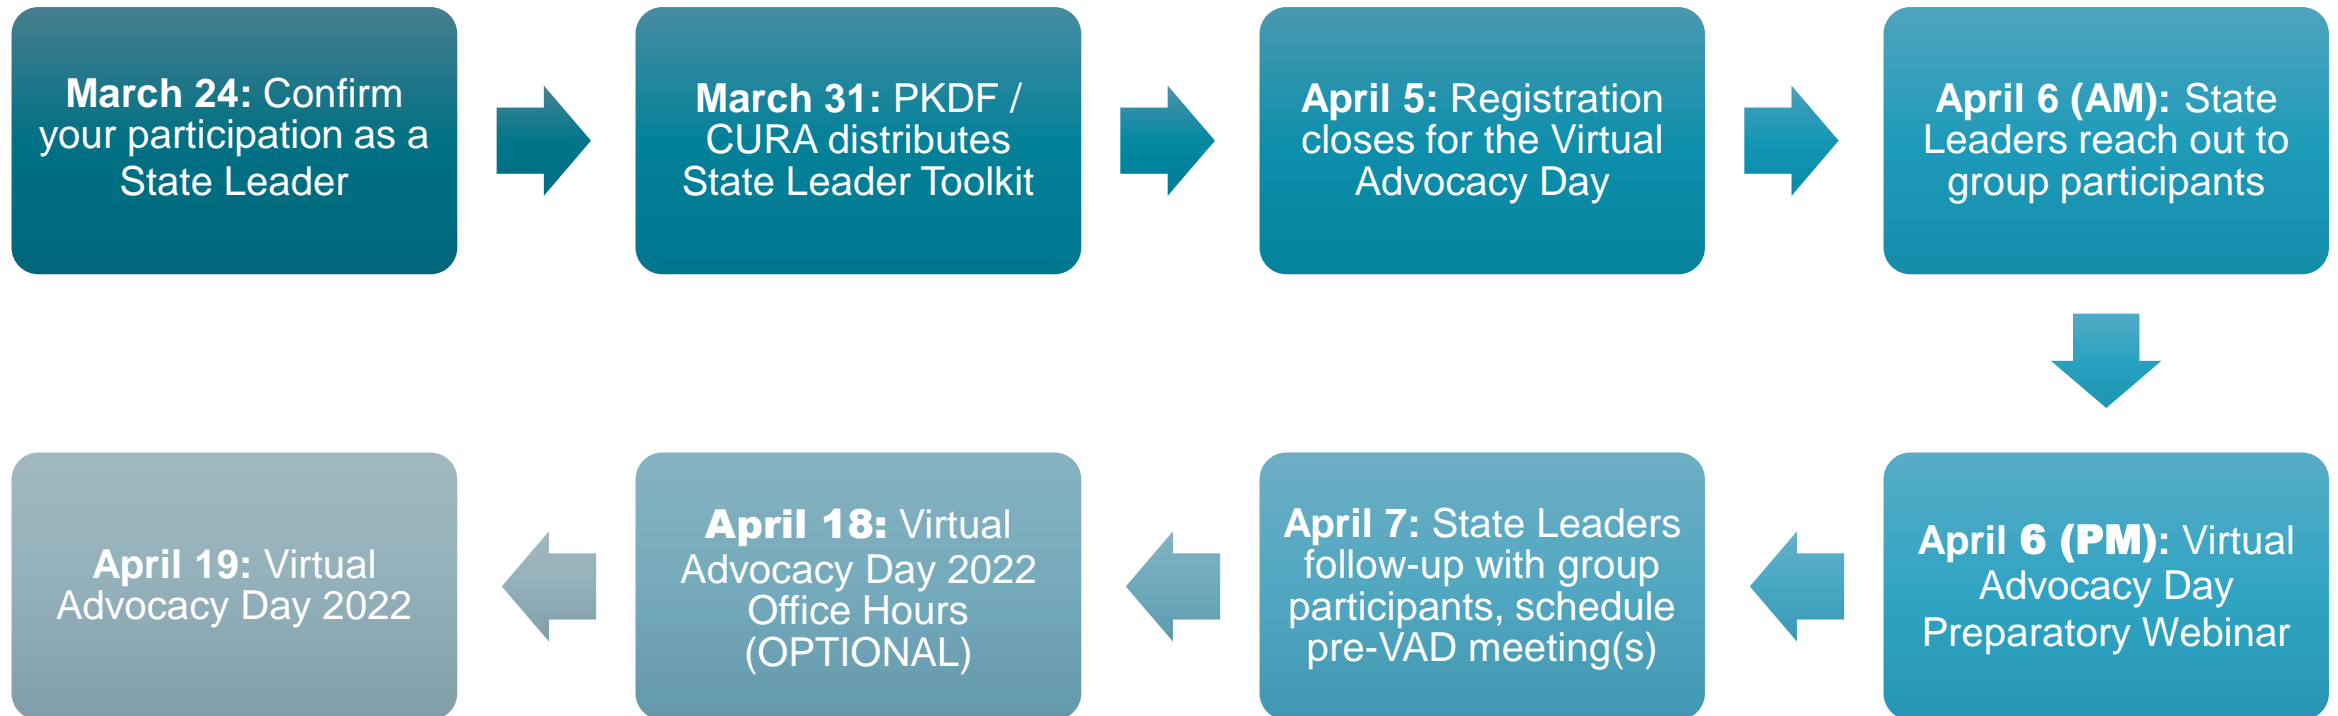 March 24: Confirm
your participation as a
State Leader
March 31: PKDF /
CURA distributes
State Leader Toolkit
April 5: Registration
closes for the Virtual
Advocacy Day
April 6 (AM): State
Leaders reach out to
group participants
April 6 (PM): Virtual
Advocacy Day
Preparatory Webinar
April 7: State Leaders
follow-up with group
participants, schedule
pre-VAD meeting(s)
April 18: Virtual
Advocacy Day 2022
Office Hours
(OPTIONAL)
April 19: Virtual
Advocacy Day 2022